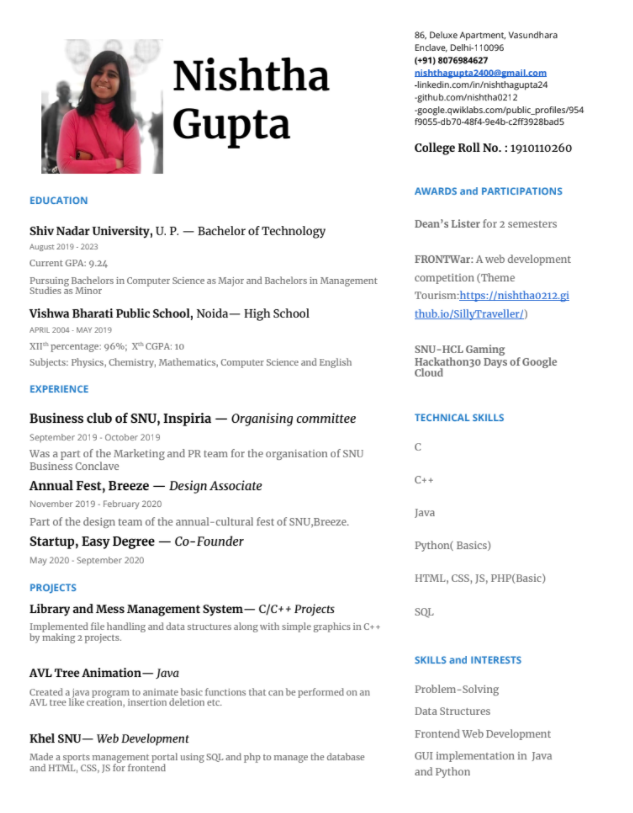 Nishtha
Gupta
86, Deluxe Apartment, Vasundhara
Enclave, Delhi-110096
(+91) 8076984627
nishthagupta2400@gmail.com
-linkedin.com/in/nishthagupta24
-github.com/nishtha0212
-google.qwiklabs.com/public_profiles/954
f9055-db70-48f4-9e4b-c2ff3928bad5
College Roll No. : 1910110260
EDUCATION
Shiv Nadar University, U. P. — Bachelor of Technology
August 2019 - 2023
Current GPA: 9.24
Pursuing Bachelors in Computer Science as Major and Bachelors in Management
Studies as Minor
Vishwa Bharati Public School, Noida— High School
APRIL 2004 - MAY 2019
XIIth percentage: 96%; Xth CGPA: 10
Subjects: Physics, Chemistry, Mathematics, Computer Science and English
EXPERIENCE
Business club of SNU, Inspiria — Organising committee
September 2019 - October 2019
Was a part of the Marketing and PR team for the organisation of SNU
Business Conclave
Annual Fest, Breeze — Design Associate
November 2019 - February 2020
Part of the design team of the annual-cultural fest of SNU,Breeze.
Startup, Easy Degree — Co-Founder
May 2020 - September 2020
PROJECTS
Library and Mess Management System— C/C++ Projects
Implemented file handling and data structures along with simple graphics in C++
by making 2 projects.
AVL Tree Animation— Java
Created a java program to animate basic functions that can be performed on an
AVL tree like creation, insertion deletion etc.
Khel SNU— Web Development
Made a sports management portal using SQL and php to manage the database
and HTML, CSS, JS for frontend
AWARDS and PARTICIPATIONS
Dean's Lister for 2 semesters
FRONTWar: A web development
competition (Theme
Tourism:https://nishtha0212.gi
thub.io/SillyTraveller/)
SNU-HCL Gaming
Hackathon30 Days of Google
Cloud
TECHNICAL SKILLS
C
C++
Java
Python( Basics)
HTML, CSS, JS, PHP(Basic)
SQL
SKILLS and INTERESTS
Problem-Solving
Data Structures
Frontend Web Development
GUI implementation in Java
and Python